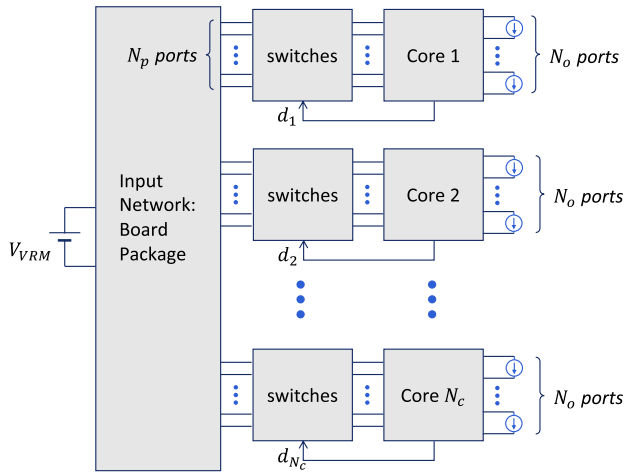 N_p ports
switches
Core 1
N_o ports
d_1
Input
Network:
Board
Package
switches
Core 2
N_o ports
V_VRM
d_2
switches
Core N_c
N_o ports
d_{N_c}